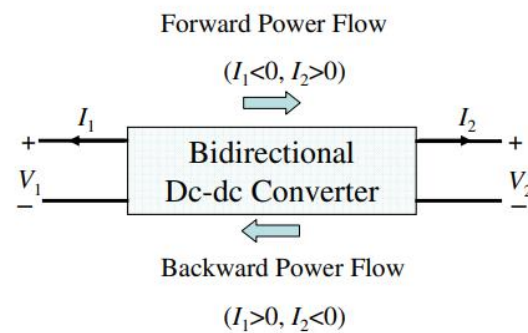 Forward Power Flow
(I₁<0, I₂>0)
I₁
I₂
+
+
Bidirectional
V₁
V₂
Dc-dc Converter
−
−
Backward Power Flow
(I₁>0, I₂<0)